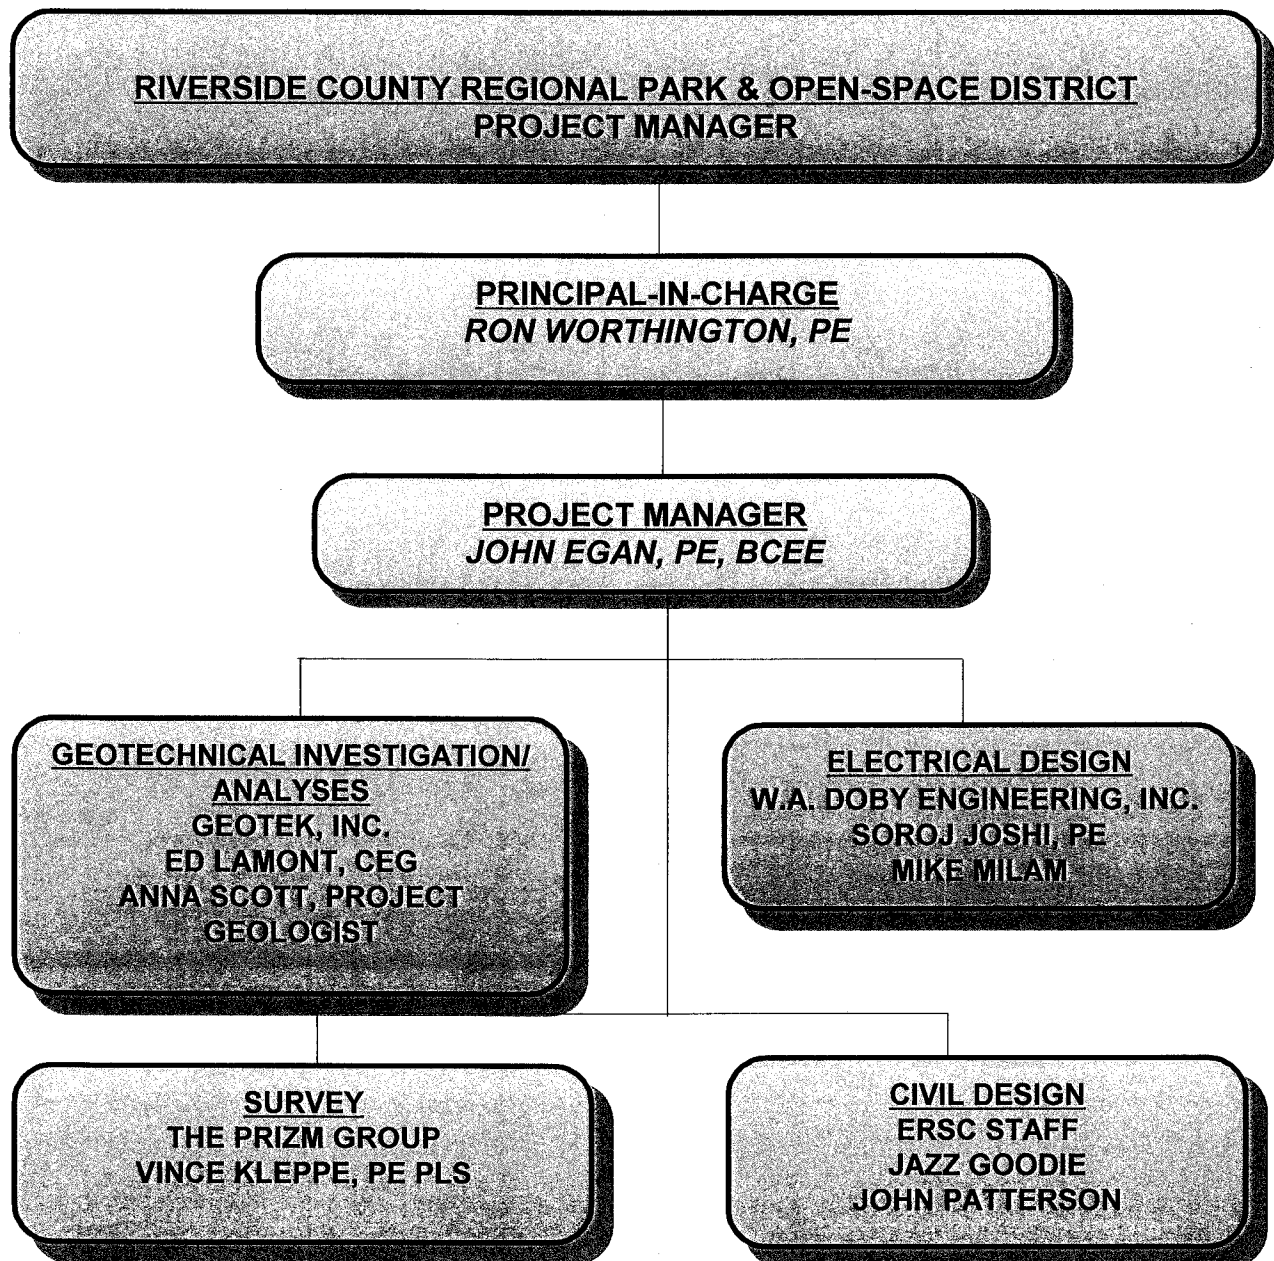 RIVERSIDE COUNTY REGIONAL PARK & OPEN-SPACE DISTRICT
PROJECT MANAGER
PRINCIPAL-IN-CHARGE
RON WORTHINGTON, PE
PROJECT MANAGER
JOHN EGAN, PE, BCEE
GEOTECHNICAL INVESTIGATION/
ANALYSES
GEOTEK, INC.
ED LAMONT, CEG
ANNA SCOTT, PROJECT
GEOLOGIST
ELECTRICAL DESIGN
W.A. DOBY ENGINEERING, INC.
SOROJ JOSHI, PE
MIKE MILAM
SURVEY
THE PRIZM GROUP
VINCE KLEPPE, PE PLS
CIVIL DESIGN
ERSC STAFF
JAZZ GOODIE
JOHN PATTERSON